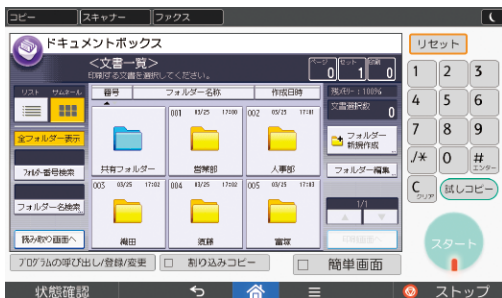 コピー
スキャナー
ファクス
ドキュメントボックス
<文書一覧>
印刷する文書を選択してください。
ページ
セット
0
1
0
リスト
サムネール
番号
フォルダー名称
作成日時
残メモリー:100%
文書選択数
0
全フォルダー表示
フォルダー番号検索
フォルダー名検索
読み取り画面へ
共有フォルダー
001 03/25 17:00
営業部
002 03/25 17:01
人事部
003 03/25 17:02
織田
004 03/25 17:02
須藤
005 03/25 17:03
富塚
フォルダー
新規作成
フォルダー編集
1/1
▲
▼
印刷画面へ
プログラムの呼び出し/登録/変更
割り込みコピー
簡単画面
状態確認
ストップ
リセット
1
2
3
4
5
6
7
8
9
./*
0
#
エンター
C
クリア
試しコピー
スタート